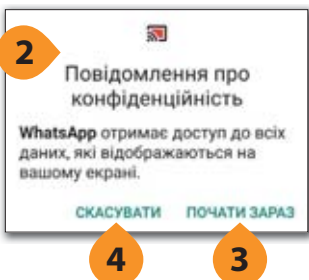 2
Повідомлення про
конфіденційність
WhatsApp отримає доступ до всіх
даних, які відображаються на
вашому екрані.
СКАСУВАТИ ПОЧАТИ ЗАРАЗ
4 3